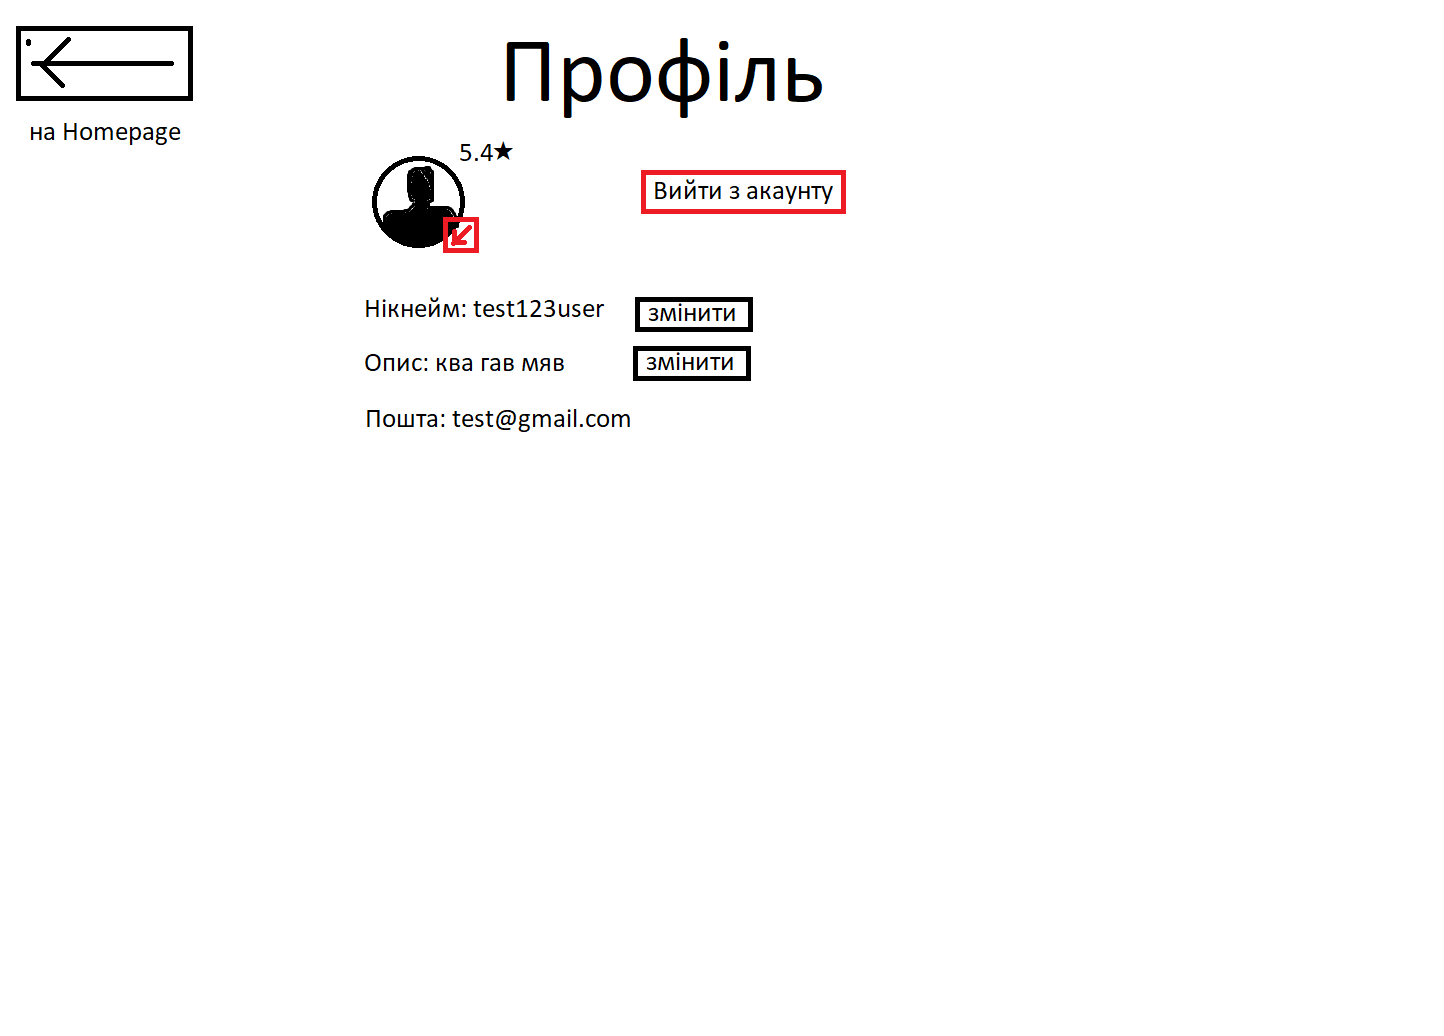 Профіль
на Homepage
5.4★
Вийти з акаунту
Нікнейм: test123user
змінити
Опис: ква гав мяв
змінити
Пошта: test@gmail.com